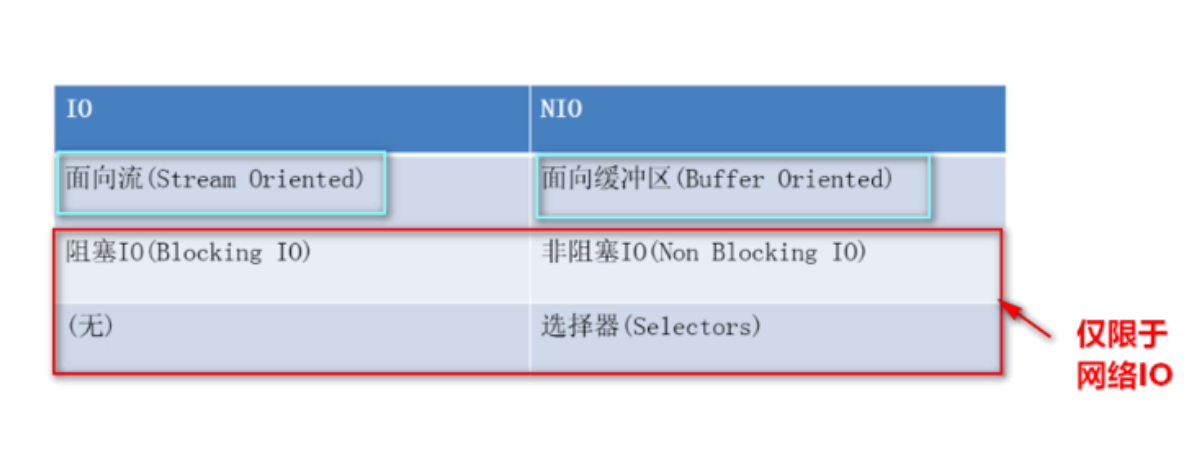 IO NIO
面向流(Stream Oriented) 面向缓冲区(Buffer Oriented)
阻塞IO(Blocking IO) 非阻塞IO(Non Blocking IO)
(无) 选择器(Selectors)
仅限于
网络IO